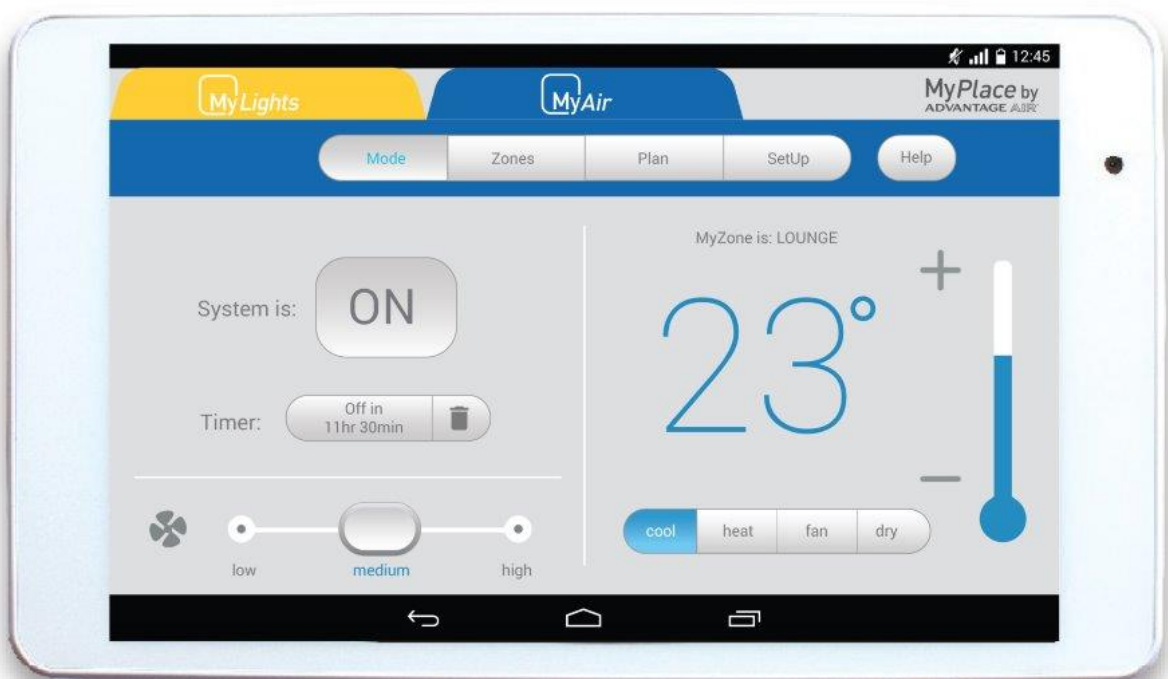 12:45
MyLights
MyAir
MyPlace by
ADVANTAGE AIR
Mode
Zones
Plan
SetUp
Help
MyZone is: LOUNGE
System is:
ON
23°
Timer:
Off in
11hr 30min
low
medium
high
cool
heat
fan
dry